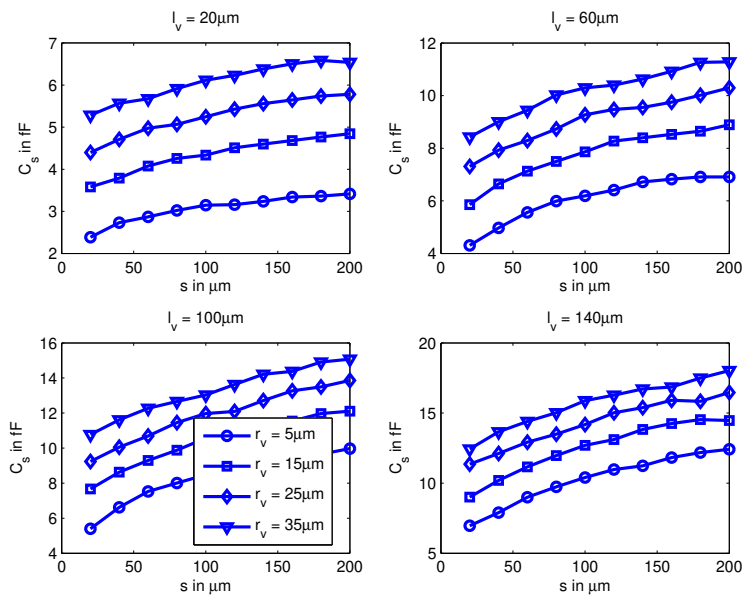 l_v = 20μm
7
6
5
4
3
2
C_s in fF
0
50
100
150
200
s in μm
l_v = 60μm
12
10
8
6
4
C_s in fF
0
50
100
150
200
s in μm
l_v = 100μm
16
14
12
10
8
6
4
C_s in fF
0
50
100
150
200
s in μm
r_v = 5μm
r_v = 15μm
r_v = 25μm
r_v = 35μm
l_v = 140μm
20
15
10
5
C_s in fF
0
50
100
150
200
s in μm